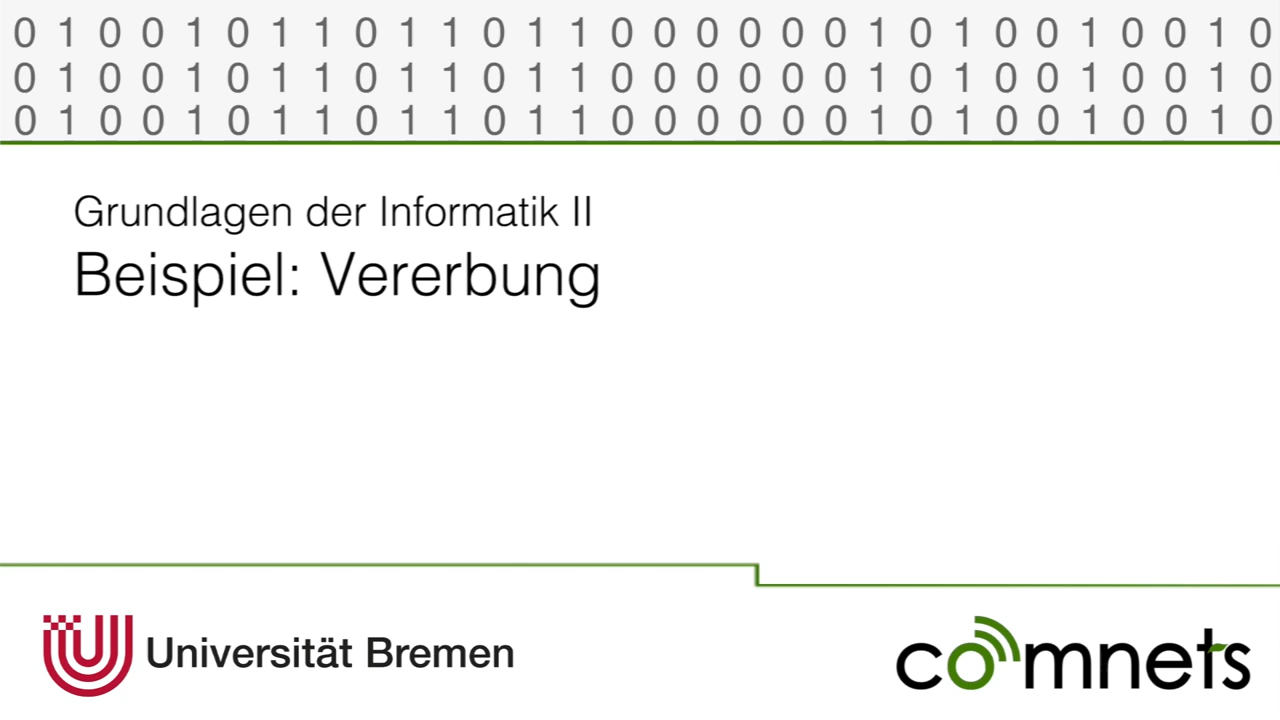 0 1 0 0 1 0 1 1 0 1 1 0 1 1 0 0 0 0 0 0 1 0 1 0 0 1 0 0 1 0
0 1 0 0 1 0 1 1 0 1 1 0 1 1 0 0 0 0 0 0 1 0 1 0 0 1 0 0 1 0
0 1 0 0 1 0 1 1 0 1 1 0 1 1 0 0 0 0 0 0 1 0 1 0 0 1 0 0 1 0
Grundlagen der Informatik II
Beispiel: Vererbung
Universität Bremen
comnets